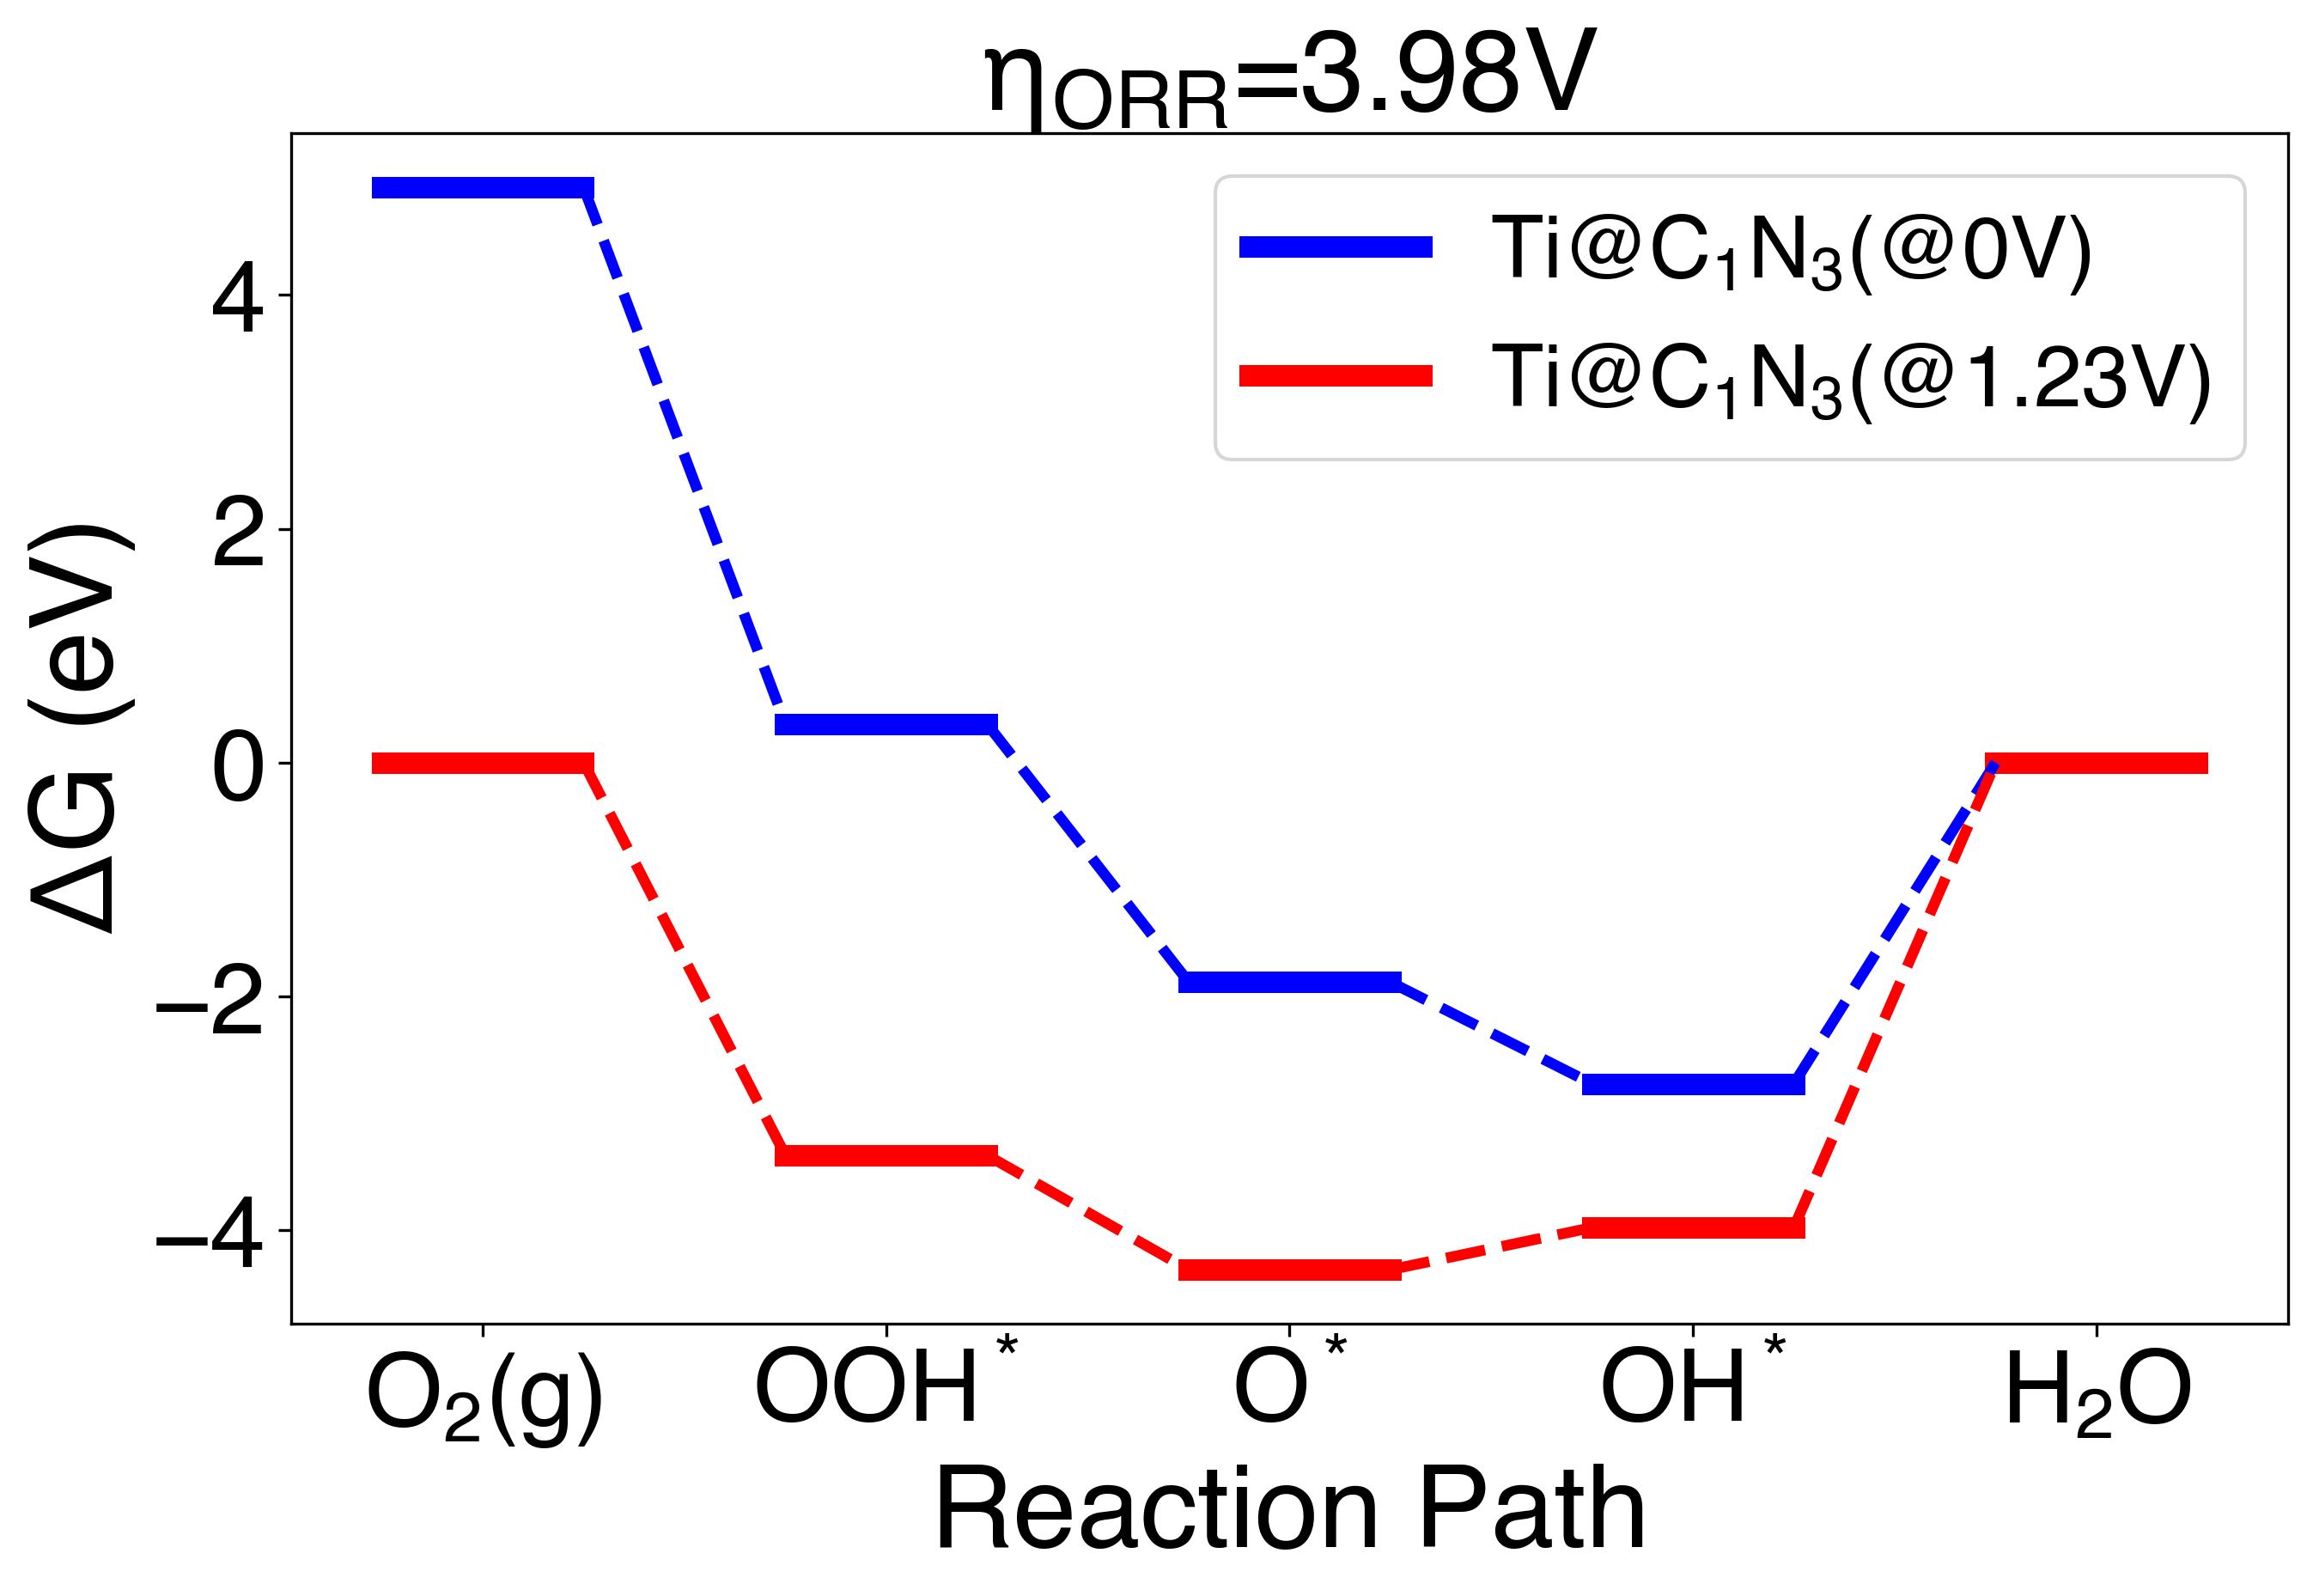 η_ORR=3.98V
Ti@C₁N₃(@0V)
Ti@C₁N₃(@1.23V)
ΔG (eV)
4
2
0
−2
−4
O₂(g) OOH* O* OH* H₂O
Reaction Path